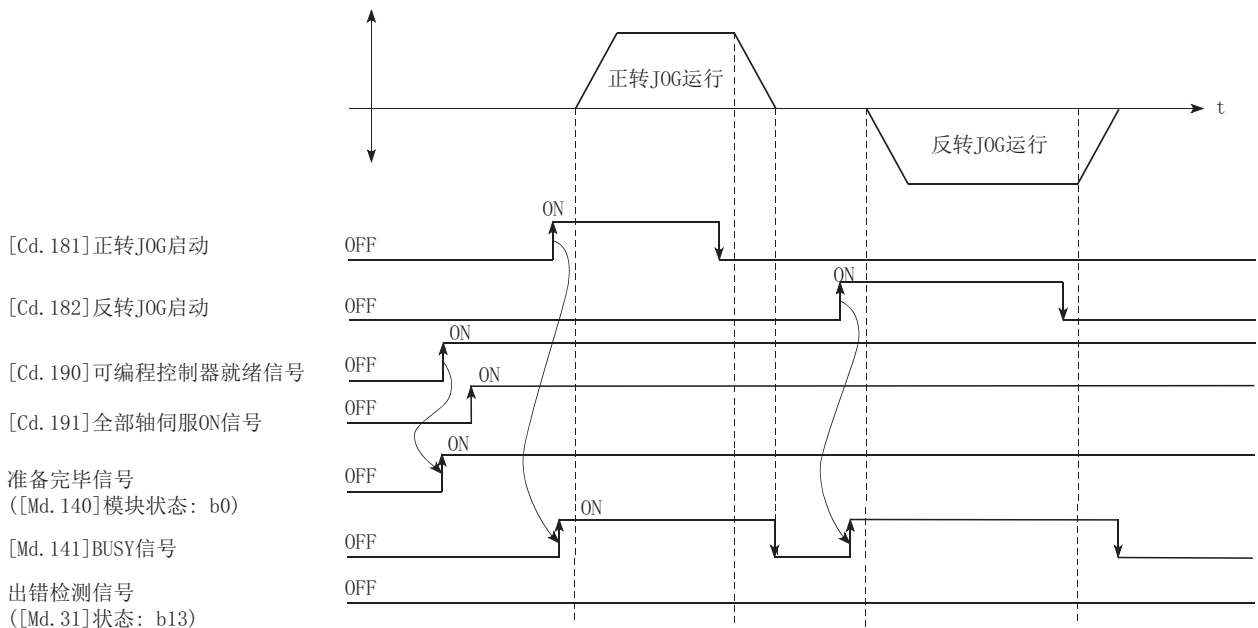 正转JOG运行
t
反转JOG运行
ON
[Cd.181]正转JOG启动
OFF
ON
[Cd.182]反转JOG启动
OFF
ON
[Cd.190]可编程控制器就绪信号
OFF
ON
[Cd.191]全部轴伺服ON信号
OFF
ON
准备完毕信号
([Md.140]模块状态: b0)
OFF
ON
[Md.141]BUSY信号
OFF
出错检测信号
([Md.31]状态: b13)
OFF